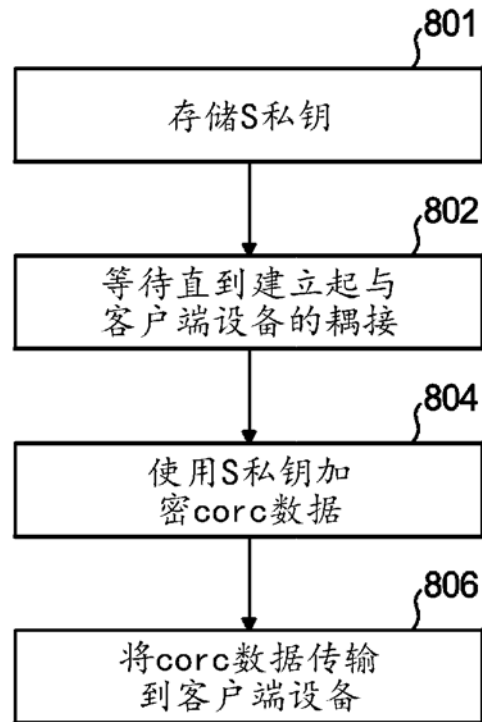 801
存储S私钥
802
等待直到建立起与
客户端设备的耦接
804
使用S私钥加
密corc数据
806
将corc数据传输
到客户端设备